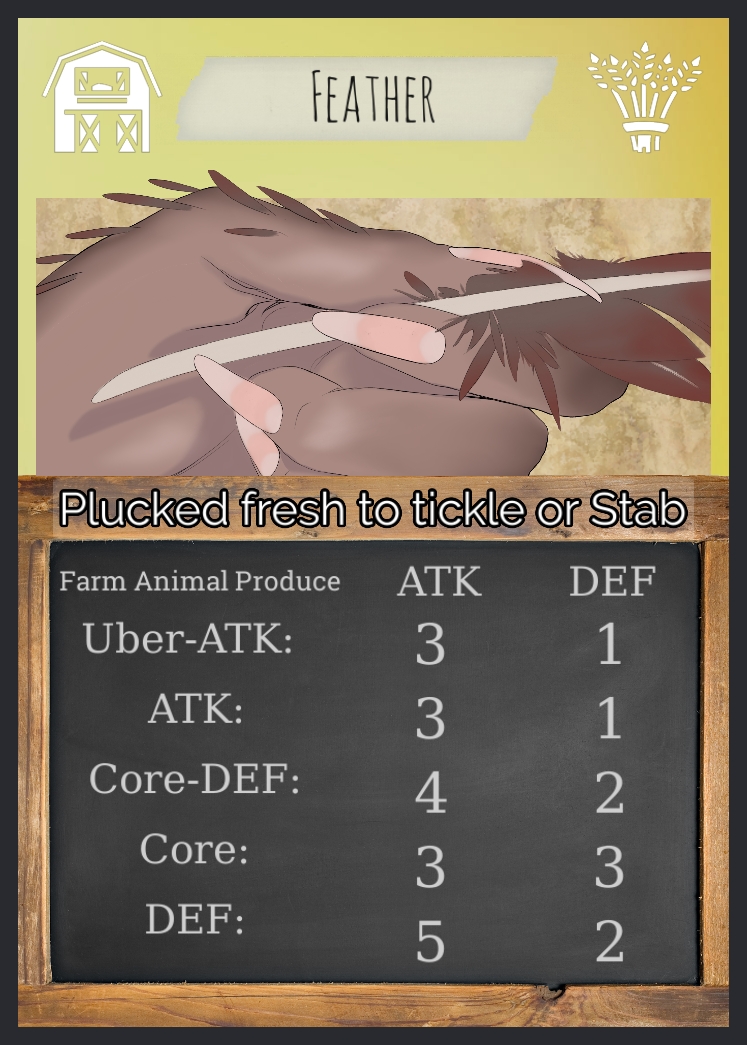 Feather
Plucked fresh to tickle or Stab
Farm Animal Produce ATK DEF
Uber-ATK: 3 1
ATK: 3 1
Core-DEF: 4 2
Core: 3 3
DEF: 5 2